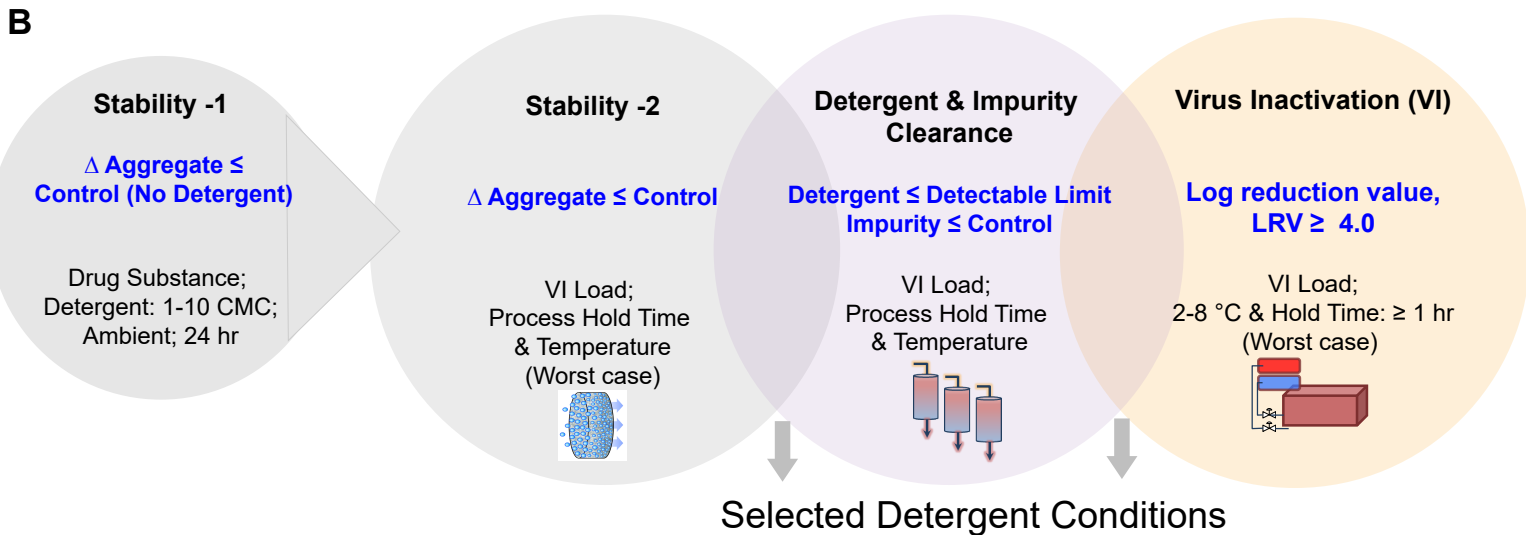 B
Stability -1
Δ Aggregate ≤
Control (No Detergent)
Drug Substance;
Detergent: 1-10 CMC;
Ambient; 24 hr
Stability -2
Δ Aggregate ≤ Control
VI Load;
Process Hold Time
& Temperature
(Worst case)
Detergent & Impurity
Clearance
Detergent ≤ Detectable Limit
Impurity ≤ Control
VI Load;
Process Hold Time
& Temperature
Virus Inactivation (VI)
Log reduction value,
LRV ≥ 4.0
VI Load;
2-8 °C & Hold Time: ≥ 1 hr
(Worst case)
Selected Detergent Conditions